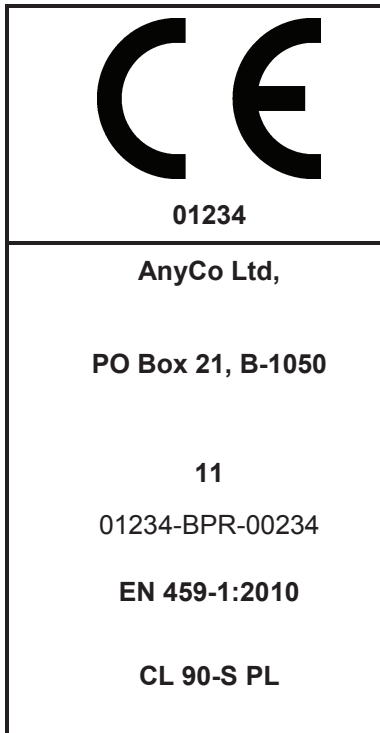 CE
01234
AnyCo Ltd,
PO Box 21, B-1050
11
01234-BPR-00234
EN 459-1:2010
CL 90-S PL